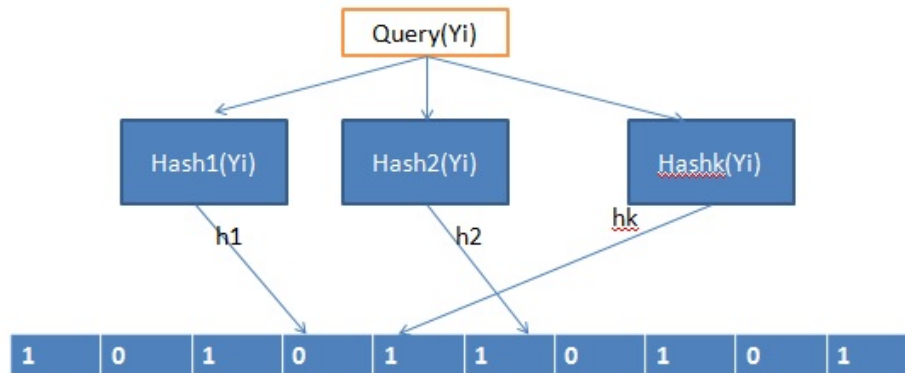 Query(Yi)
Hash1(Yi) Hash2(Yi) Hashk(Yi)
h1 h2 hk
1 0 1 0 1 1 0 1 0 1